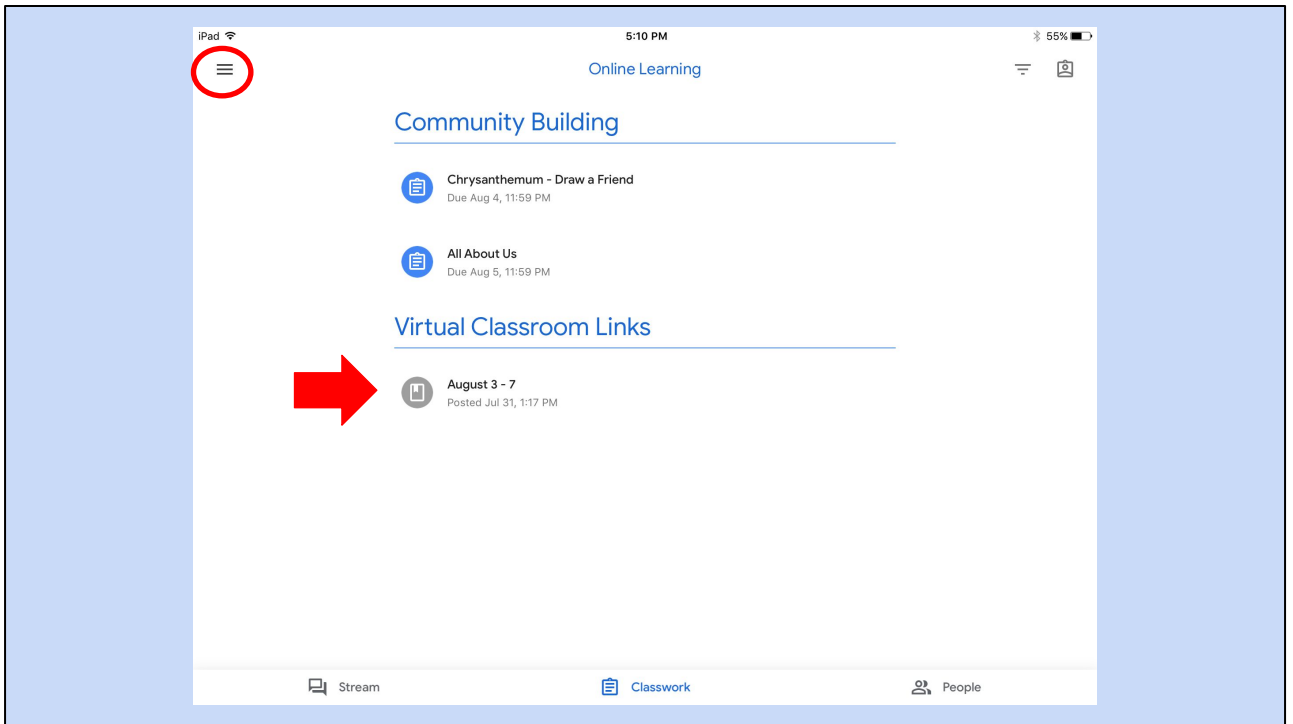 iPad
5:10 PM
55%
Online Learning
Community Building
Chrysanthemum - Draw a Friend
Due Aug 4, 11:59 PM
All About Us
Due Aug 5, 11:59 PM
Virtual Classroom Links
August 3 - 7
Posted Jul 31, 1:17 PM
Stream
Classwork
People